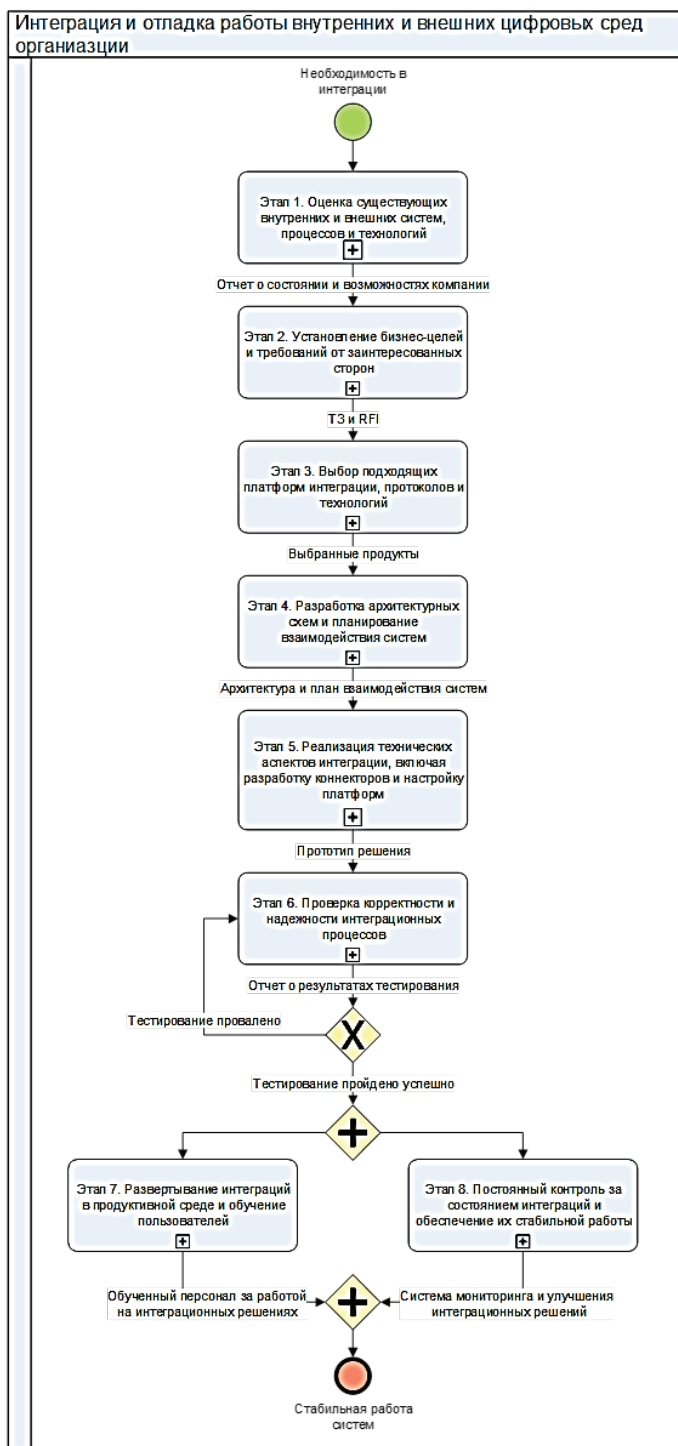 Интеграция и отладка работы внутренних и внешних цифровых сред
органиазции
Необходимость в
интеграции
Этап 1. Оценка существующих
внутренних и внешних систем,
процессов и технологий
Отчет о состоянии и возможностях компании
Этап 2. Установление бизнес-целей
и требований от заинтересованных
сторон
ТЗ и RFI
Этап 3. Выбор подходящих
платформ интеграции, протоколов и
технологий
Выбранные продукты
Этап 4. Разработка архитектурных
схем и планирование
взаимодействия систем
Архитектура и план взаимодействия систем
Этап 5. Реализация технических
аспектов интеграции, включая
разработку коннекторов и настройку
платформ
Прототип решения
Этап 6. Проверка корректности и
надежности интеграционных
процессов
Отчет о результатах тестирования
Тестирование провалено
Тестирование пройдено успешно
Этап 7. Развертывание интеграций
в продуктивной среде и обучение
пользователей
Этап 8. Постоянный контроль за
состоянием интеграций и
обеспечение их стабильной работы
Обученный персонал за работой
на интеграционных решениях
Система мониторинга и улучшения
интеграционных решений
Стабильная работа
систем